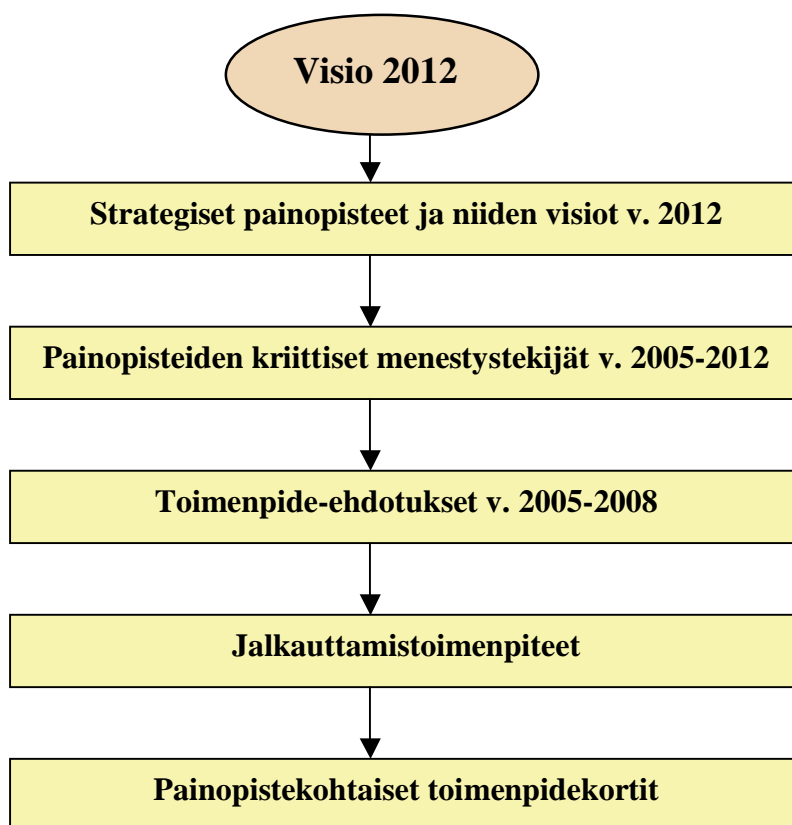 Visio 2012
Strategiset painopisteet ja niiden visiot v. 2012
Painopisteiden kriittiset menestystekijät v. 2005-2012
Toimenpide-ehdotukset v. 2005-2008
Jalkauttamistoimenpiteet
Painopistekohtaiset toimenpidekortit